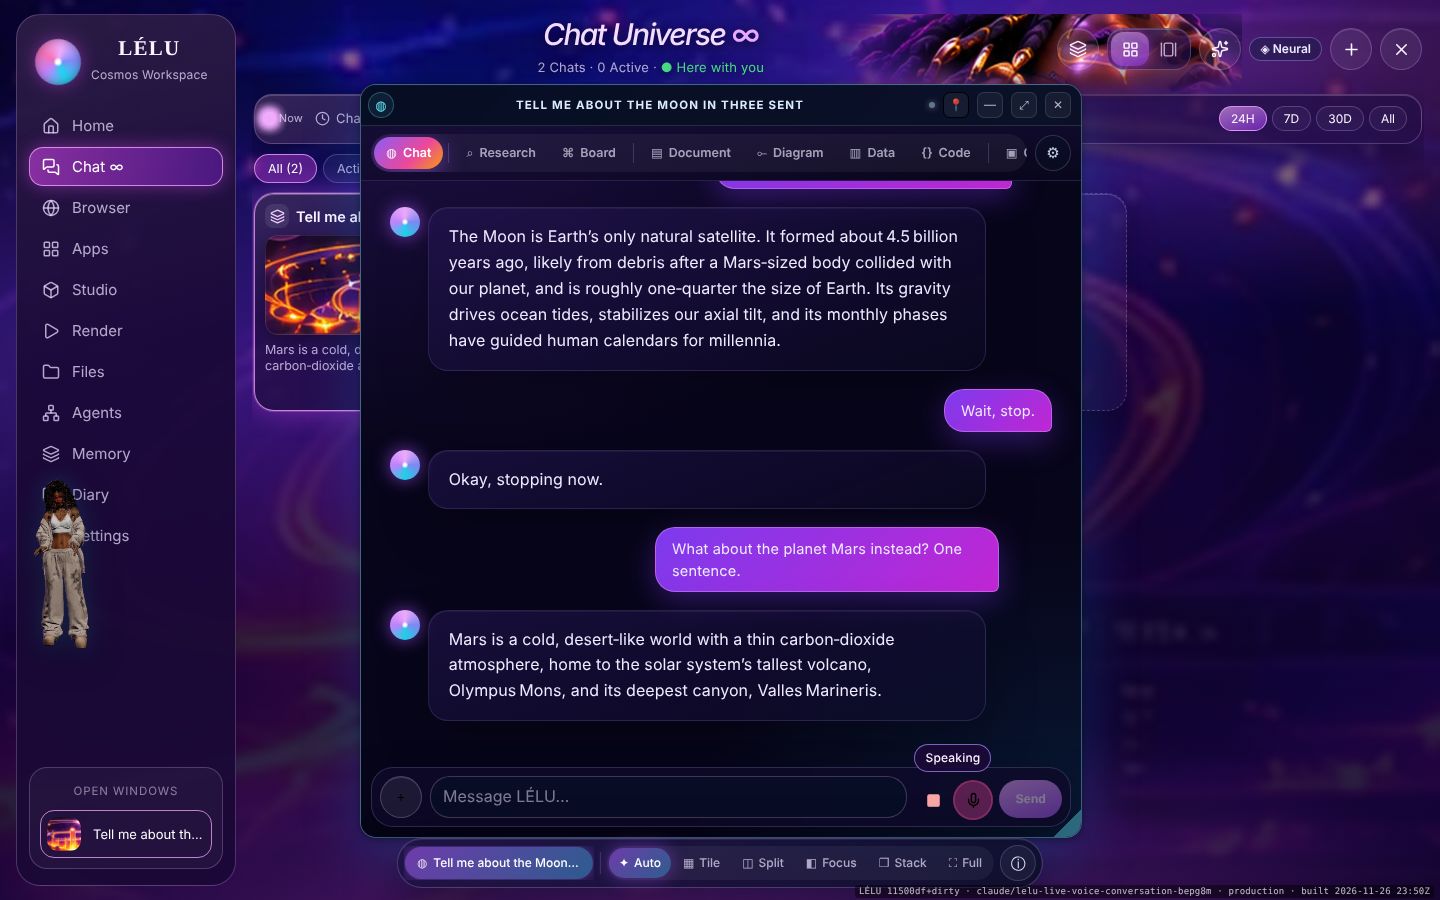 LÉLU
Cosmos Workspace
Home
Chat ∞
Browser
Apps
Studio
Render
Files
Agents
Memory
Diary
ettings
OPEN WINDOWS
Tell me about th...
Chat Universe ∞
2 Chats · 0 Active · ● Here with you
◈ Neural
Now
Cha
24H 7D 30D All
All (2)
Acti
Tell me al
Mars is a cold, d
carbon-dioxide a
TELL ME ABOUT THE MOON IN THREE SENT
Chat Research Board Document Diagram Data {} Code
The Moon is Earth’s only natural satellite. It formed about 4.5 billion
years ago, likely from debris after a Mars-sized body collided with
our planet, and is roughly one-quarter the size of Earth. Its gravity
drives ocean tides, stabilizes our axial tilt, and its monthly phases
have guided human calendars for millennia.
Wait, stop.
Okay, stopping now.
What about the planet Mars instead? One
sentence.
Mars is a cold, desert-like world with a thin carbon-dioxide
atmosphere, home to the solar system’s tallest volcano,
Olympus Mons, and its deepest canyon, Valles Marineris.
Speaking
Message LÉLU...
Send
Tell me about the Moon... Auto Tile Split Focus Stack Full
LÉLU 11500df+dirty · claude/lelu-live-voice-conversation-bepg8m · production · built 2026-11-26 23:50Z